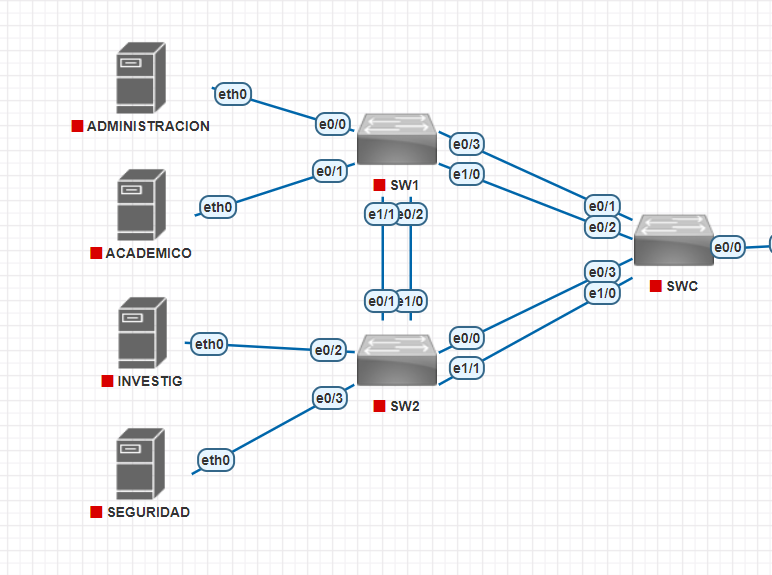 eth0
ADMINISTRACION
e0/0
e0/1
SW1
e0/3
e1/0
eth0
ACADEMICO
e1/1
e0/2
e0/1
e0/2
e0/0
SWC
e0/3
e1/0
e0/1
e1/0
eth0
INVESTIG
e0/2
e0/3
SW2
e0/0
e1/1
eth0
SEGURIDAD